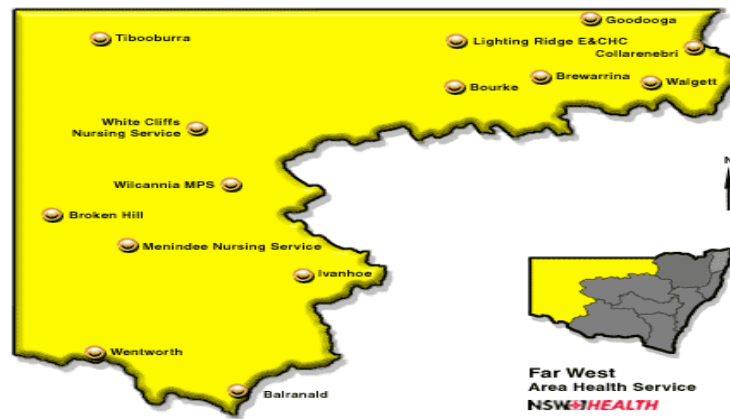 Goodooga
Tibooburra
Lighting Ridge E&CHC
Collarenebri
Bourke
Brewarrina
Walgett
White Cliffs
Nursing Service
Wilcannia MPS
Broken Hill
Menindee Nursing Service
Ivanhoe
Wentworth
Balranald
N
Far West
Area Health Service
NSW HEALTH